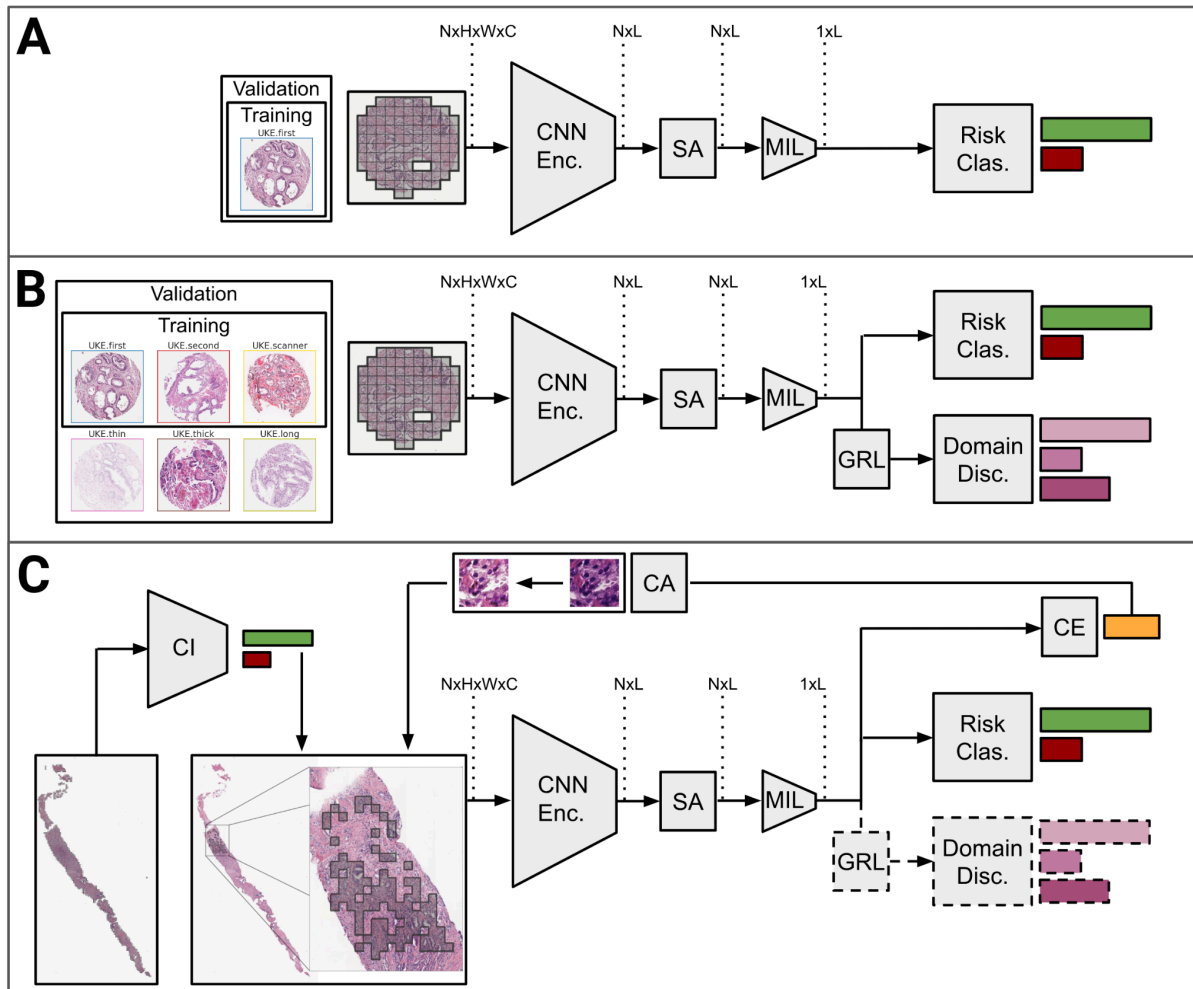 A
NxHxWxC
NxL
NxL
1xL
Validation
Training
UKE.first
CNN
Enc.
SA
MIL
Risk
Clas.
B
NxHxWxC
NxL
NxL
1xL
Validation
Training
UKE.first
UKE.second
UKE.scanner
UKE.thin
UKE.thick
UKE.long
CNN
Enc.
SA
MIL
GRL
Risk
Clas.
Domain
Disc.
C
CA
CE
CI
NxHxWxC
NxL
NxL
1xL
CNN
Enc.
SA
MIL
Risk
Clas.
GRL
Domain
Disc.